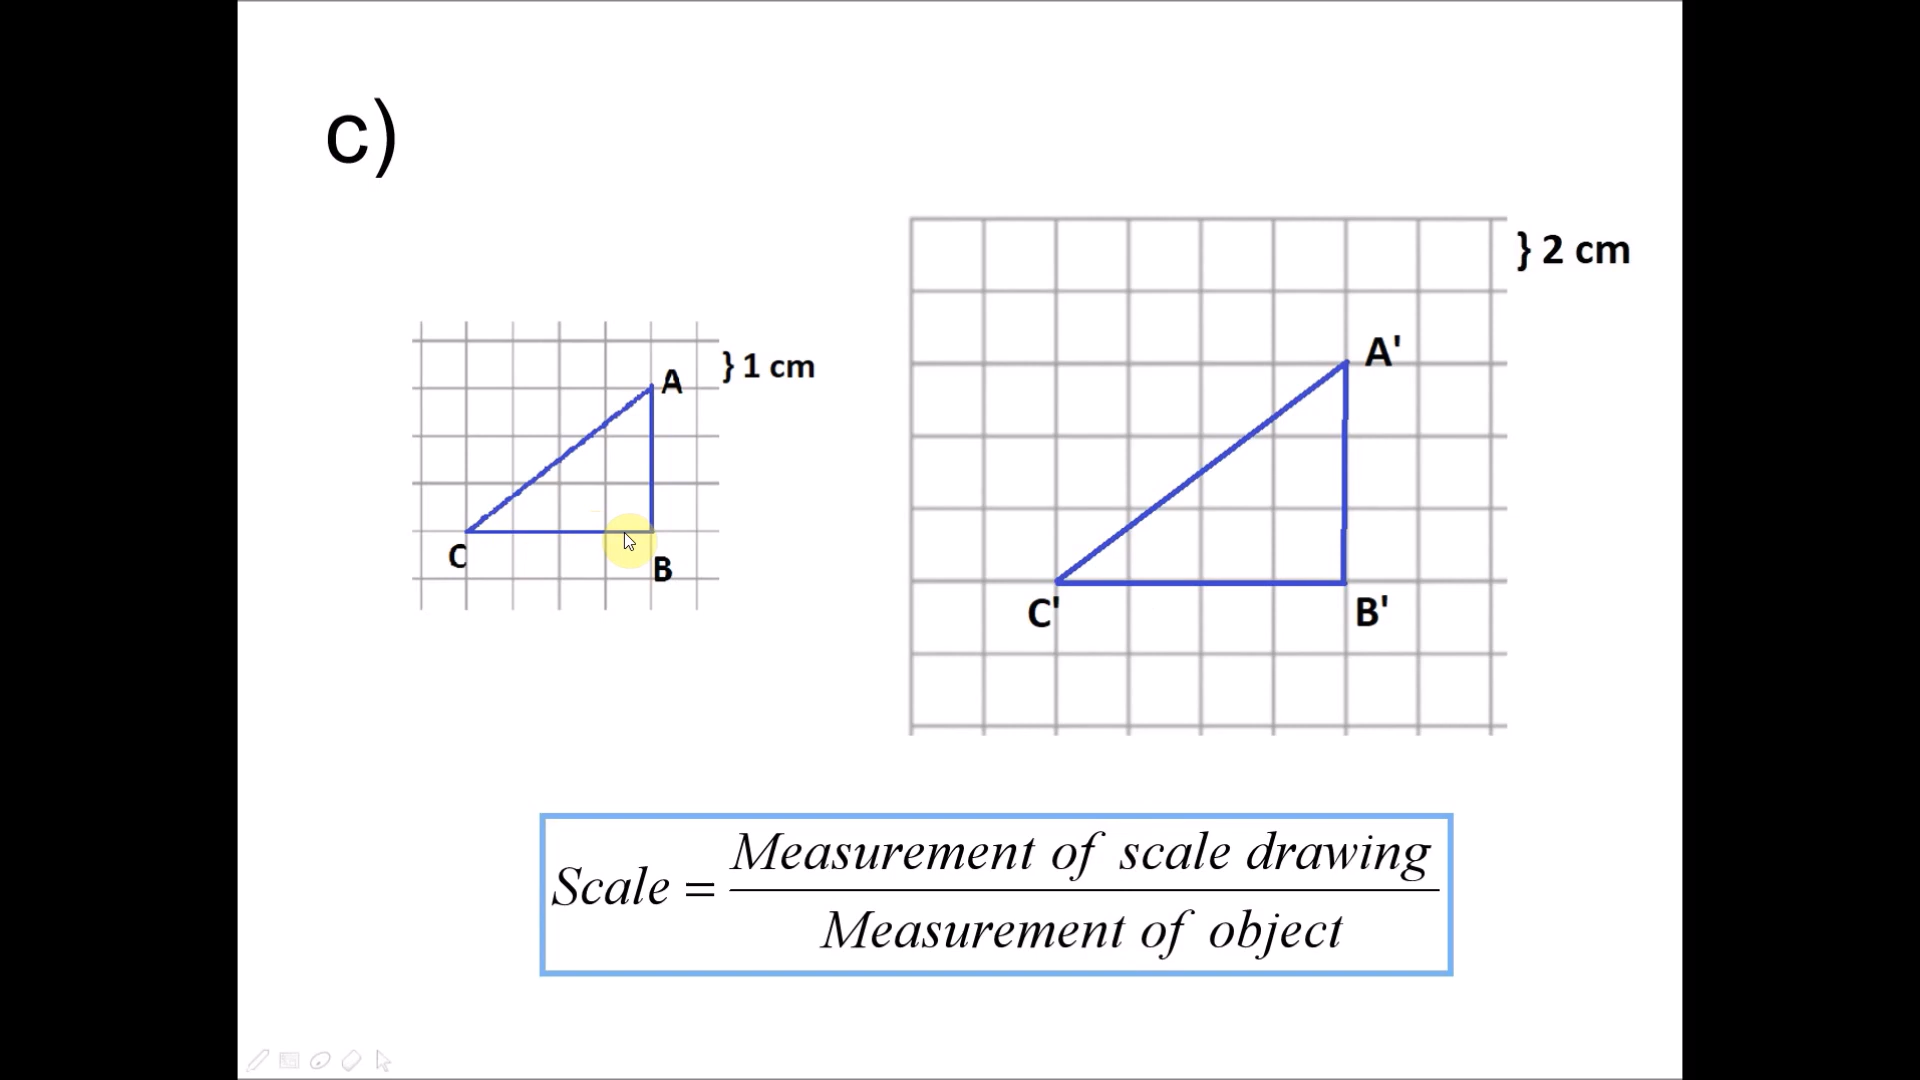 c)
} 2 cm
A'
} 1 cm
A
C
B
C'
B'
Scale = Measurement of scale drawing
Measurement of object